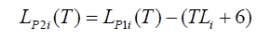 L_{P2i}(T) = L_{P1i}(T) − (TL_i + 6)